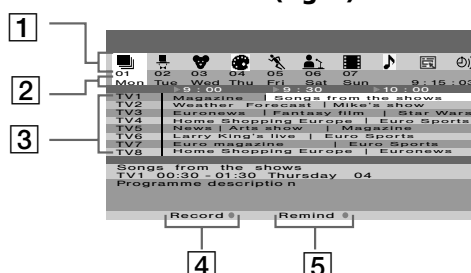 1
01 02 03 04 05 06 07
2 Mon Tue Wed Thu Fri Sat Sun 9:15:03
9:00 9:30 10:00
TV1 Magazine | Songs from the shows
TV2 Weather Forecast | Mike's show
TV3 Euronews | Fantasy film | Star Wars
3 TV4 Home Shopping Europe | Euro Sports
TV5 News | Arts show | Magazine
TV6 Larry King's live | Euro Sports
TV7 Euro magazine | Euro Sports
TV8 Home Shopping Europe | Euronews
Songs from the shows
TV1 00:30 - 01:30 Thursday 04
Programme description
Record Remind
4 5